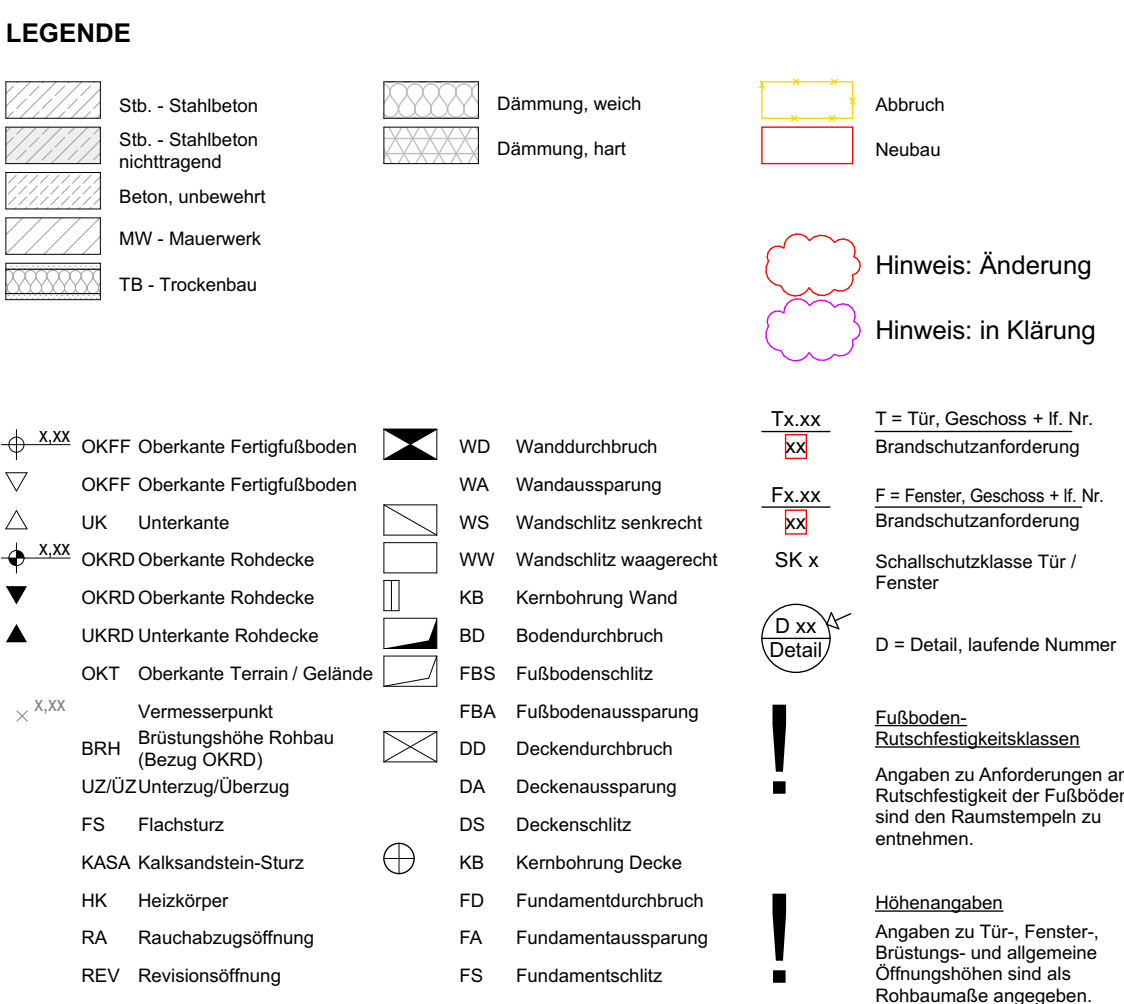 LEGENDE
Stb. - Stahlbeton
Stb. - Stahlbeton
nichttragend
Beton, unbewehrt
MW - Mauerwerk
TB - Trockenbau
Dämmung, weich
Dämmung, hart
Abbruch
Neubau
Hinweis: Änderung
Hinweis: in Klärung
x,xx OKFF Oberkante Fertigfußboden
OKFF Oberkante Fertigfußboden
UK Unterkante
x,xx OKRD Oberkante Rohdecke
OKRD Oberkante Rohdecke
UKRD Unterkante Rohdecke
OKT Oberkante Terrain / Gelände
x,xx Vermesserpunkt
BRH Brüstungshöhe Rohbau
(Bezug OKRD)
UZ/ÜZ Unterzug/Überzug
FS Flachsturz
KASA Kalksandstein-Sturz
HK Heizkörper
RA Rauchabzugsöffnung
REV Revisionsöffnung
WD Wanddurchbruch
WA Wandaussparung
WS Wandschlitz senkrecht
WW Wandschlitz waagerecht
KB Kernbohrung Wand
BD Bodendurchbruch
FBS Fußbodenschlitz
FBA Fußbodenaussparung
DD Deckendurchbruch
DA Deckenaussparung
DS Deckenschlitz
KB Kernbohrung Decke
FD Fundamentdurchbruch
FA Fundamentaussparung
FS Fundamentschlitz
Tx.xx T = Tür, Geschoss + lf. Nr.
xx Brandschutzanforderung
Fx.xx F = Fenster, Geschoss + lf. Nr.
xx Brandschutzanforderung
SK x Schallschutzklasse Tür /
Fenster
D xx
Detail
D = Detail, laufende Nummer
! Fußboden-
Rutschfestigkeitsklassen
Angaben zu Anforderungen
Rutschfestigkeit der
sind den Raumstempeln zu
entnehmen.
! Höhenangaben
Angaben zu Tür-, Fenster-,
Brüstungs- und allgemeine
Öffnungshöhen sind als
Rohbaumaße angegeben.